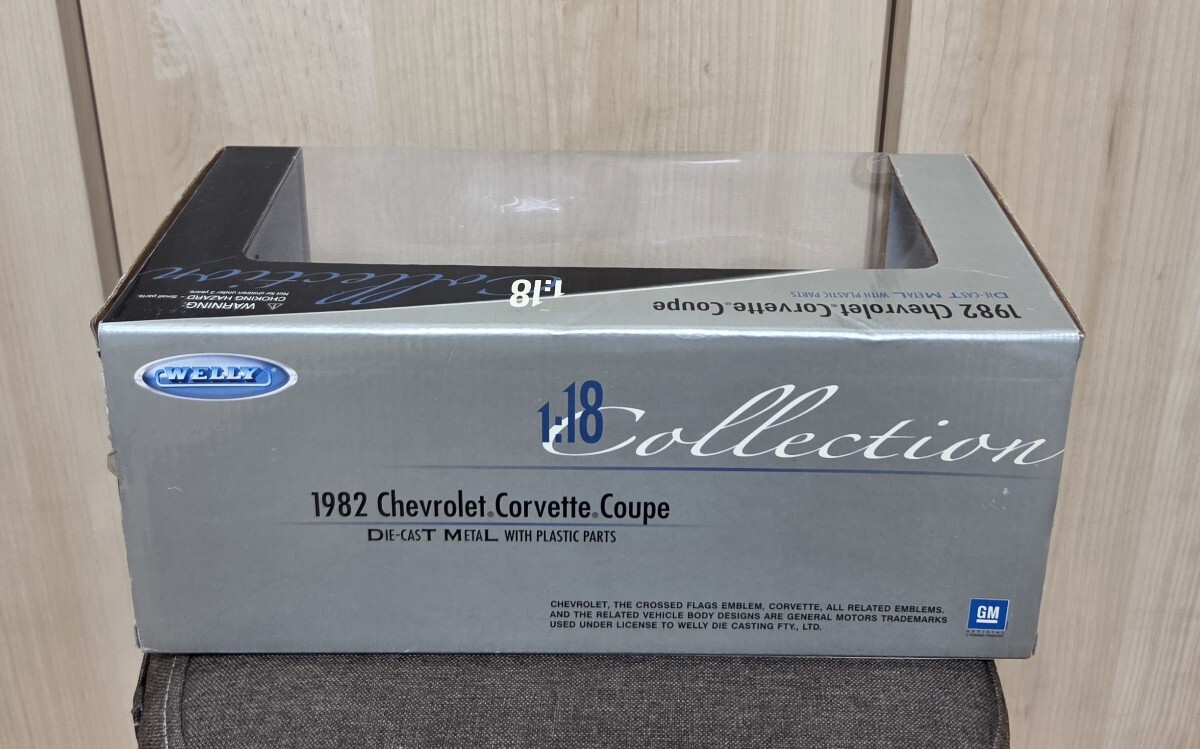 Collection
1:18
⚠ WARNING:
CHOKING HAZARD - Small parts.
Not for children under 3 years.
1982 Chevrolet Corvette Coupe
DIE-CAST METAL WITH PLASTIC PARTS
WELLY
1:18
Collection
1982 Chevrolet® Corvette® Coupe
DIE-CAST METAL WITH PLASTIC PARTS
CHEVROLET, THE CROSSED FLAGS EMBLEM, CORVETTE, ALL RELATED EMBLEMS.
AND THE RELATED VEHICLE BODY DESIGNS ARE GENERAL MOTORS TRADEMARKS
USED UNDER LICENSE TO WELLY DIE CASTING FTY., LTD.
GM